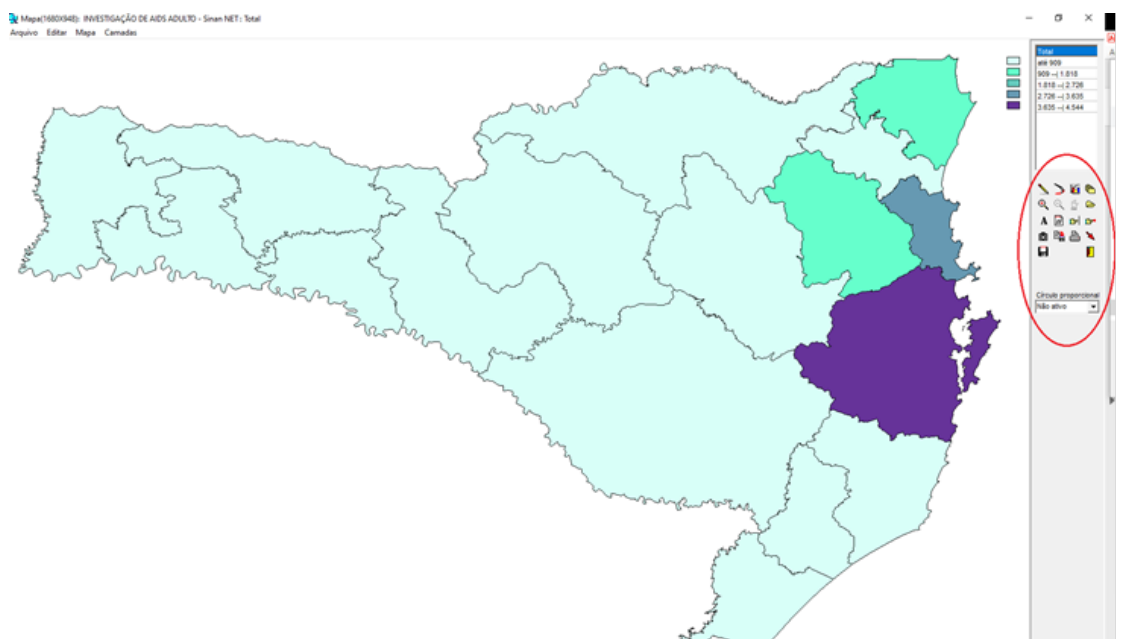 Mapa(1680X948): INVESTIGAÇÃO DE AIDS ADULTO - Sinan NET: Total
Arquivo Editar Mapa Camadas
Total
até 909
909 --| 1.818
1.818 --| 2.726
2.726 --| 3.635
3.635 --| 4.544
A
Círculo proporcional
Não ativo